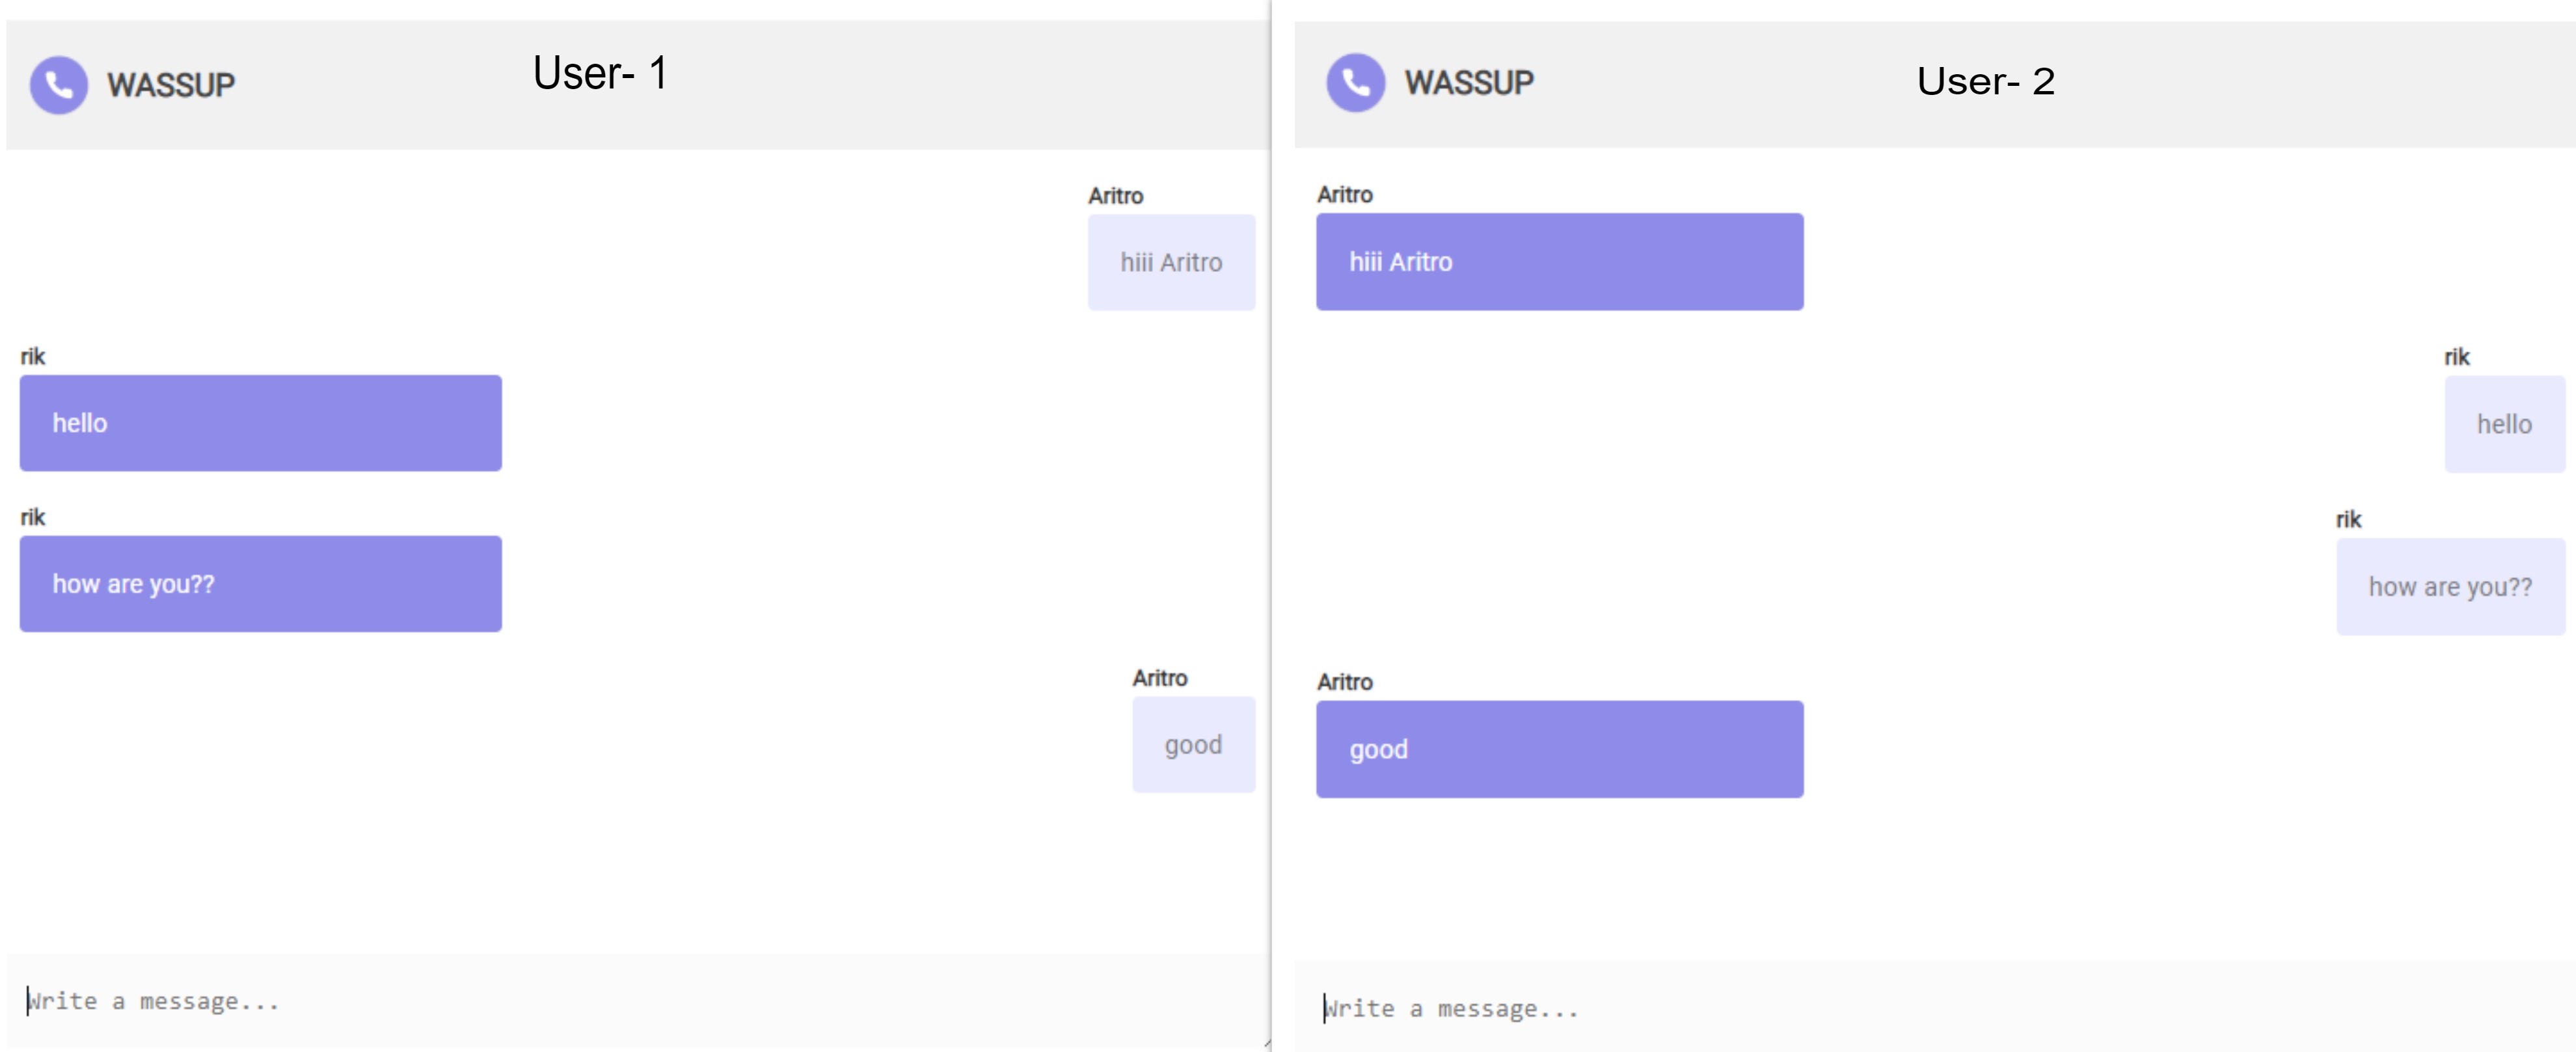 WASSUP
User- 1
Aritro
hiii Aritro
rik
hello
rik
how are you??
Aritro
good
Write a message...
WASSUP
User- 2
Aritro
hiii Aritro
rik
hello
rik
how are you??
Aritro
good
Write a message...